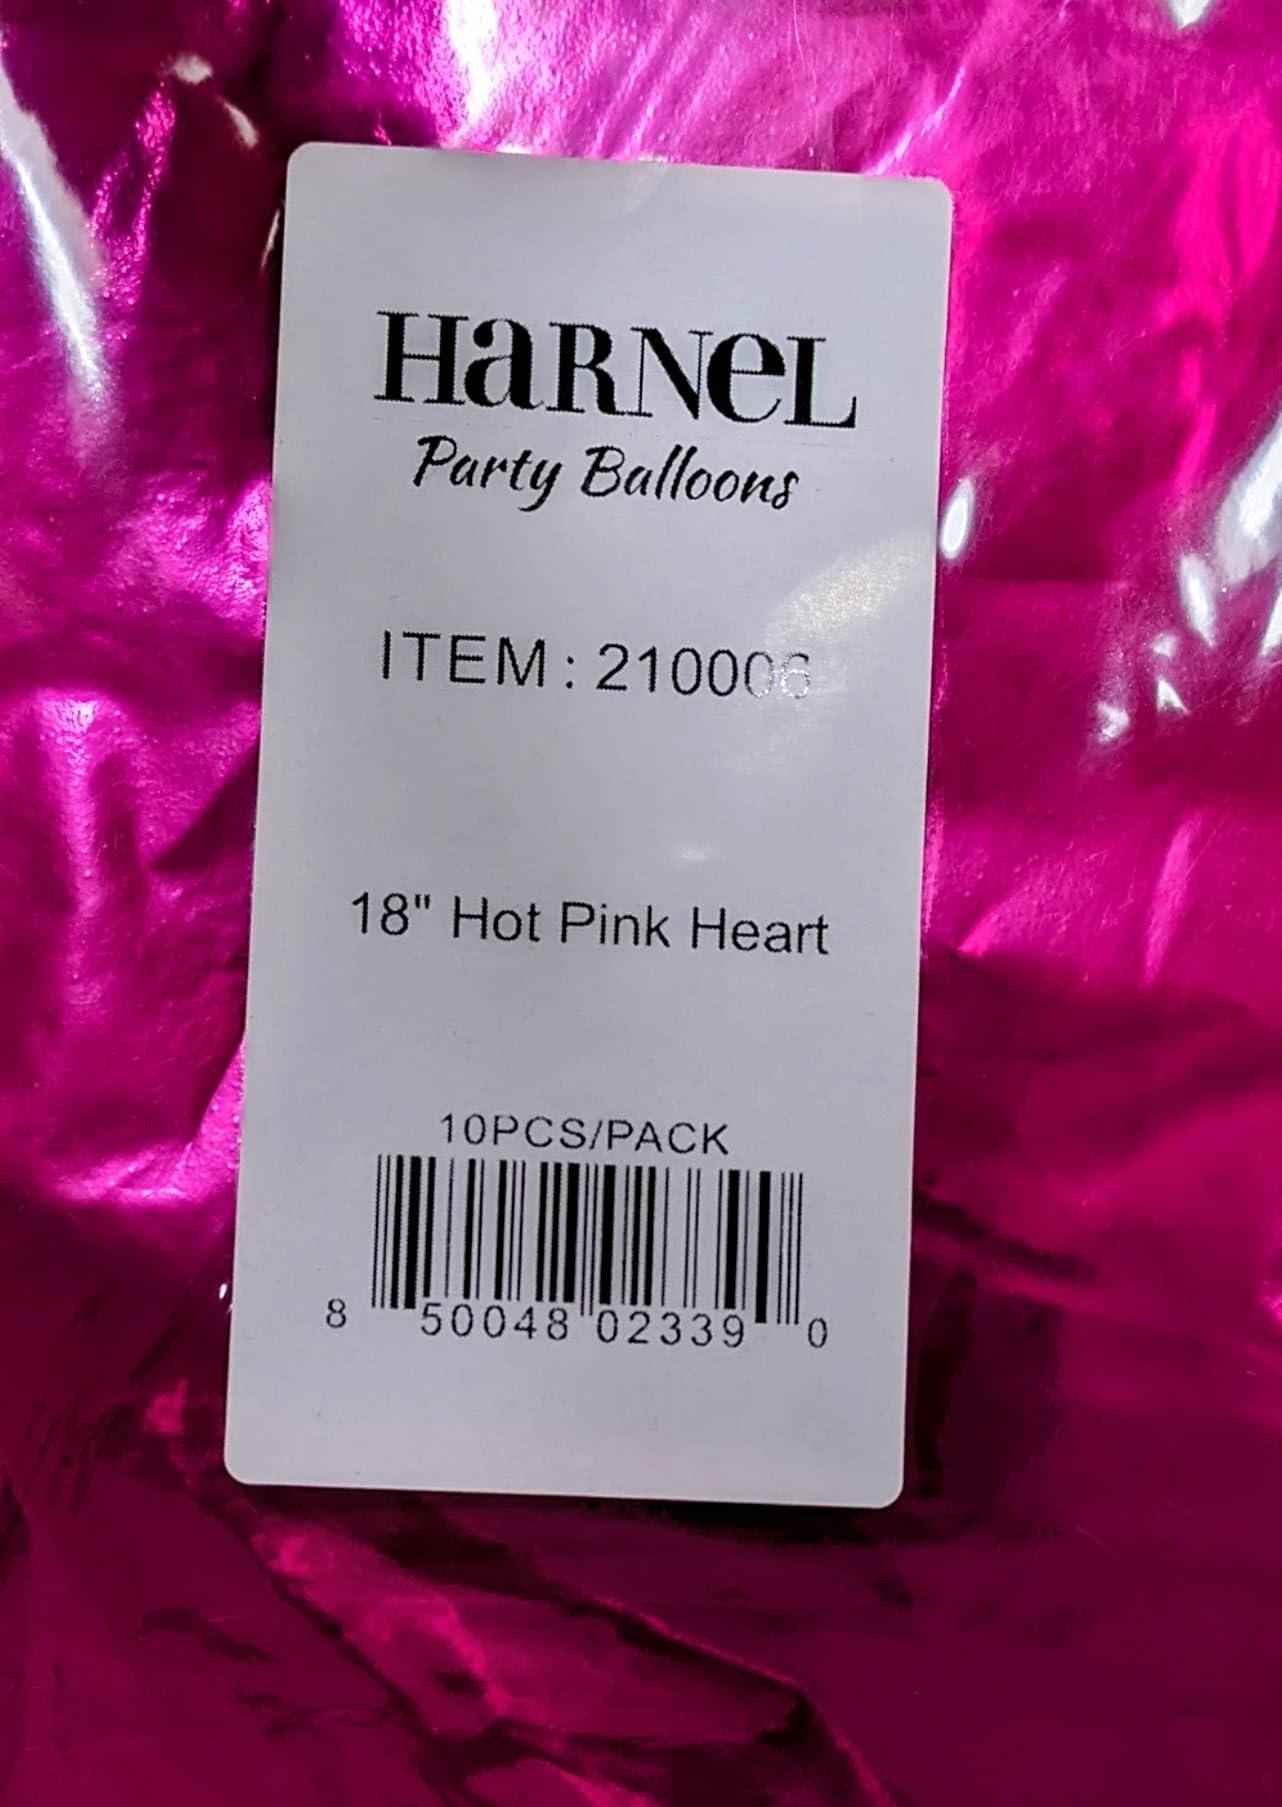 HaRNeL
Party Balloons
ITEM: 210006
18" Hot Pink Heart
10PCS/PACK
8 50048 02339 0